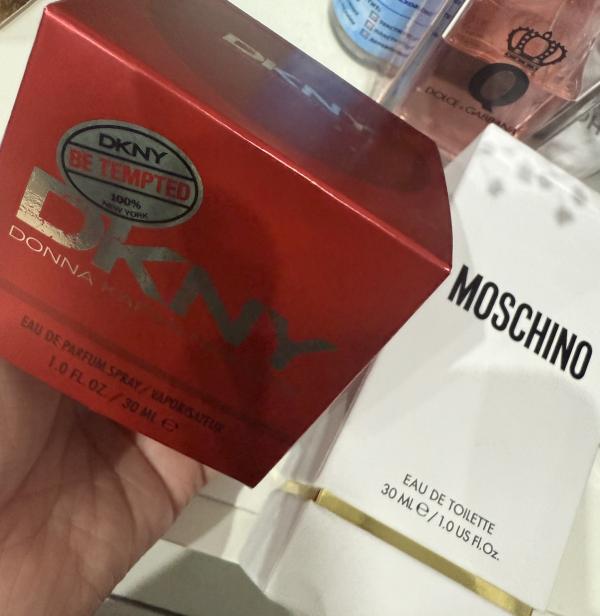 DKNY
DKNY
BE TEMPTED
100%
NEW YORK
DKNY
DONNA KARAN
EAU DE PARFUM SPRAY / VAPORISATEUR
1.0 FL.OZ. / 30 ML ℮
Q
DOLCE & GABBANA
MOSCHINO
EAU DE TOILETTE
30 ML ℮ / 1.0 US Fl.Oz.